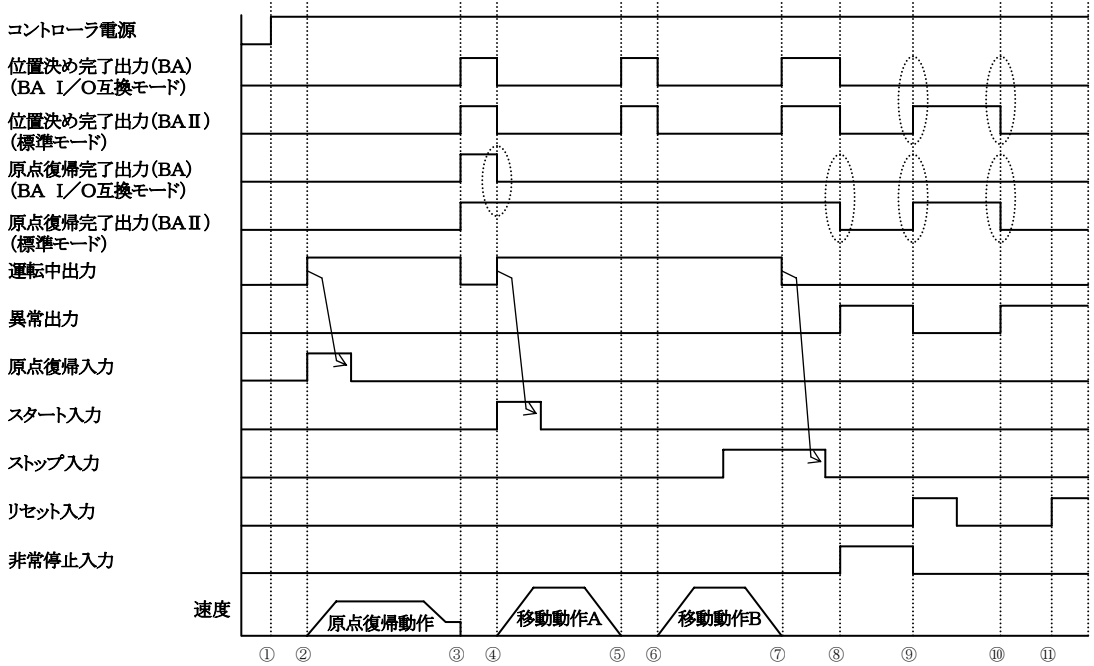 コントローラ電源
位置決め完了出力(BA)
(BA I/O互換モード)
位置決め完了出力(BAⅡ)
(標準モード)
原点復帰完了出力(BA)
(BA I/O互換モード)
原点復帰完了出力(BAⅡ)
(標準モード)
運転中出力
異常出力
原点復帰入力
スタート入力
ストップ入力
リセット入力
非常停止入力
速度
原点復帰動作
移動動作A
移動動作B
① ② ③ ④ ⑤ ⑥ ⑦ ⑧ ⑨ ⑩ ⑪